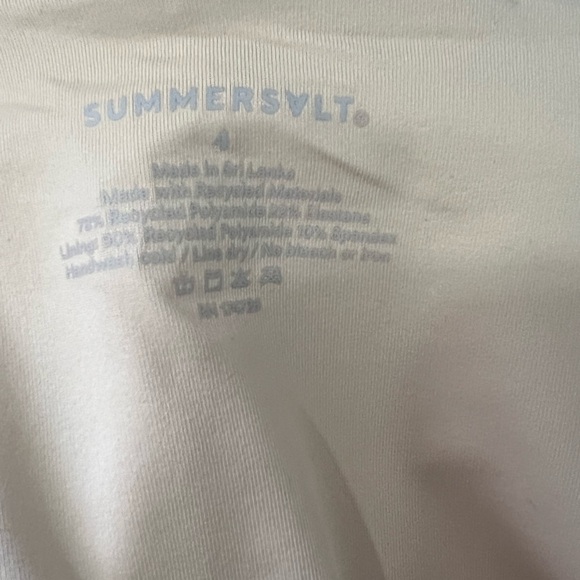 SUMMERSALT®
4
Made in Sri Lanka
Made with Recycled Materials
78% Recycled Polyamide 22% Elastane
Lining: 90% Recycled Polyamide 10% Spandex
Handwash cold / Line dry / No bleach or iron
RN